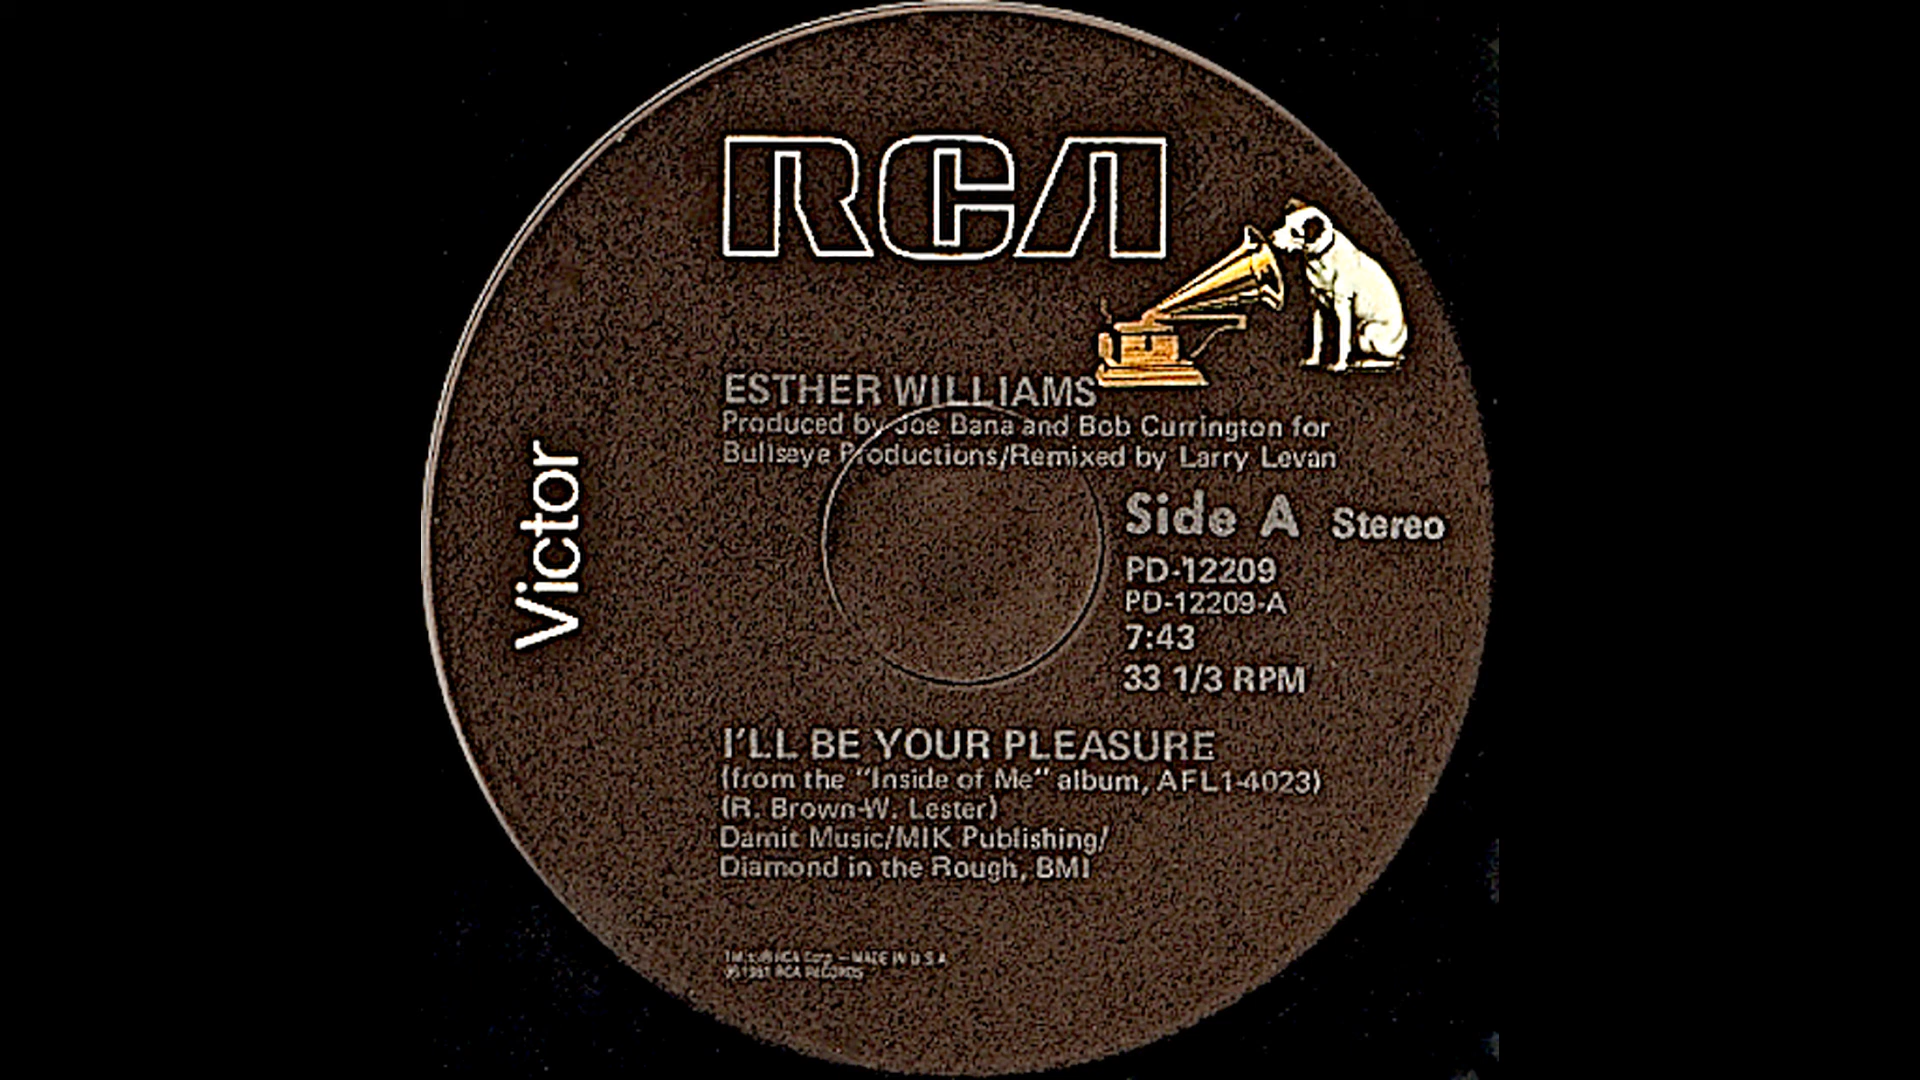 RCA
Victor
ESTHER WILLIAMS
Produced by Joe Bana and Bob Currington for
Bullseye Productions/Remixed by Larry Levan
Side A Stereo
PD-12209
PD-12209-A
7:43
33 1/3 RPM
I'LL BE YOUR PLEASURE
(from the "Inside of Me" album, AFL1-4023)
(R. Brown-W. Lester)
Damit Music/MIK Publishing/
Diamond in the Rough, BMI
RCA Corp. — MADE IN U.S.A
1981 RCA RECORDS